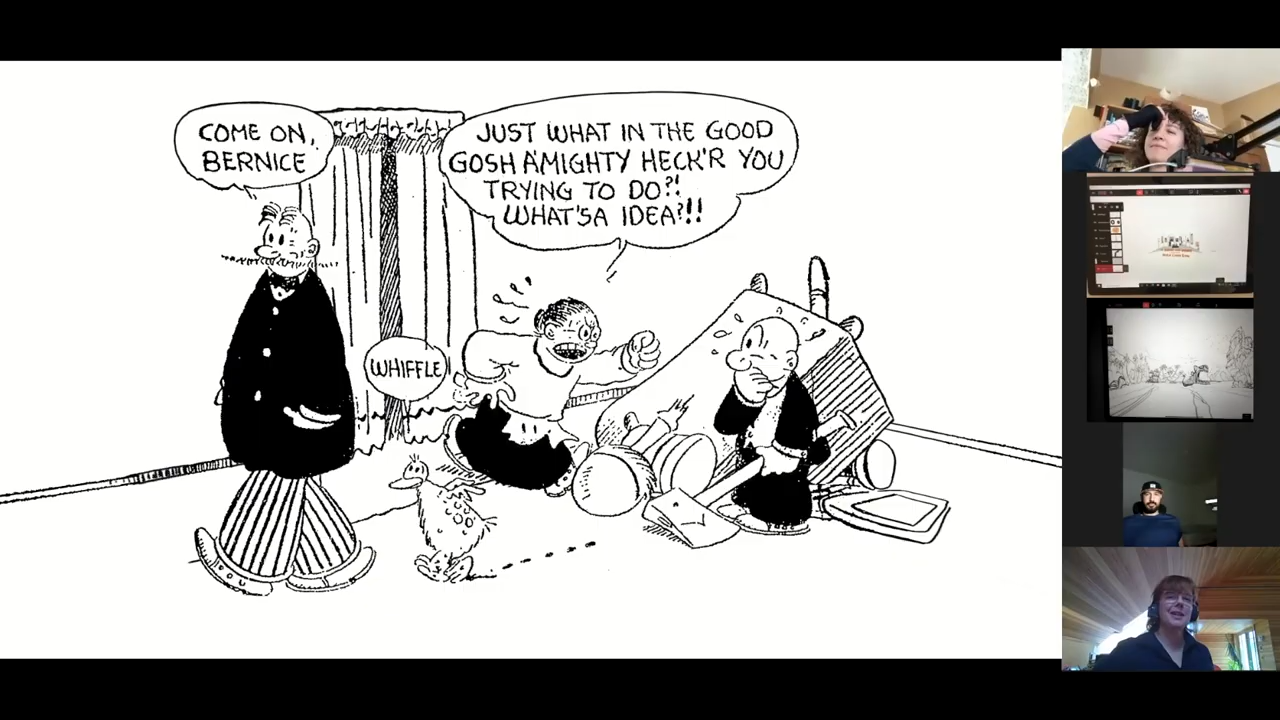 COME ON,
BERNICE
JUST WHAT IN THE GOOD
GOSH A'MIGHTY HECK'R YOU
TRYING TO DO?!
WHAT'SA IDEA?!!
WHIFFLE